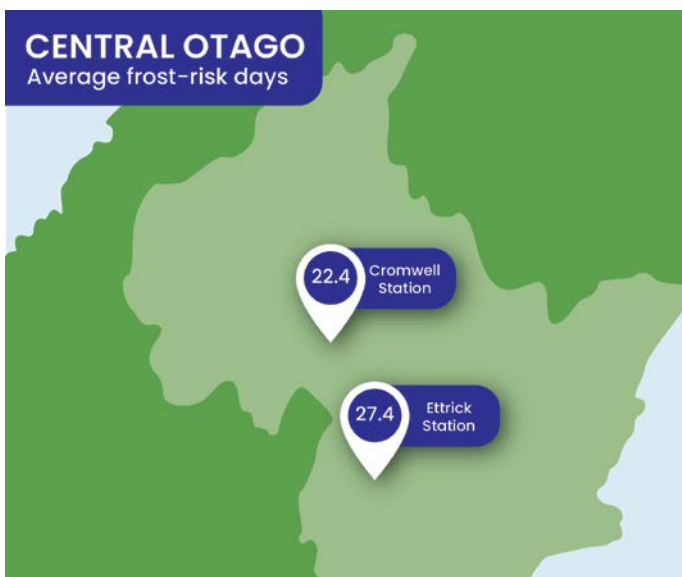 CENTRAL OTAGO
Average frost-risk days
22.4
Cromwell
Station
27.4
Ettrick
Station